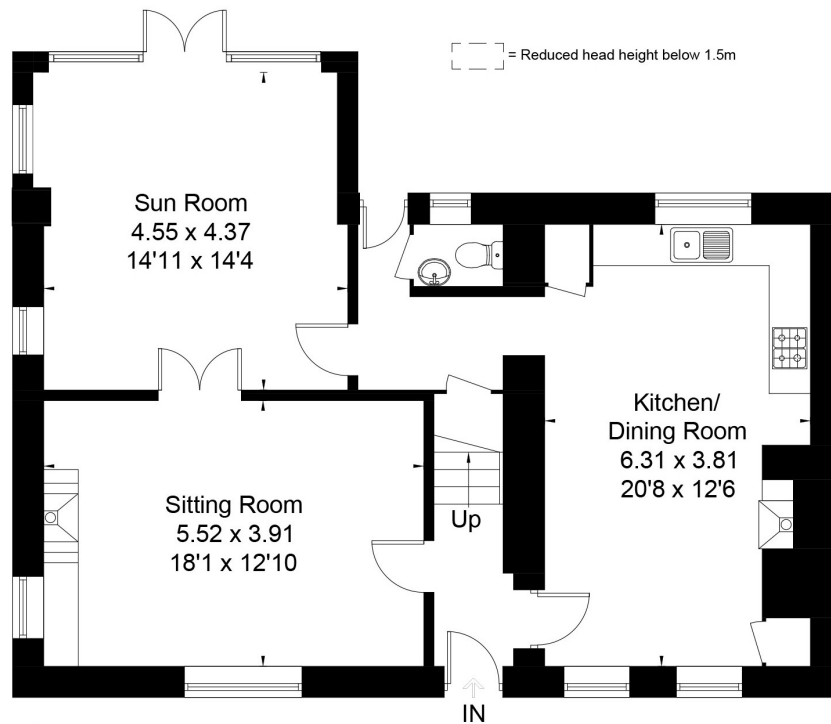 = Reduced head height below 1.5m
Sun Room
4.55 x 4.37
14'11 x 14'4
Kitchen/
Dining Room
6.31 x 3.81
20'8 x 12'6
Sitting Room
5.52 x 3.91
18'1 x 12'10
Up
IN